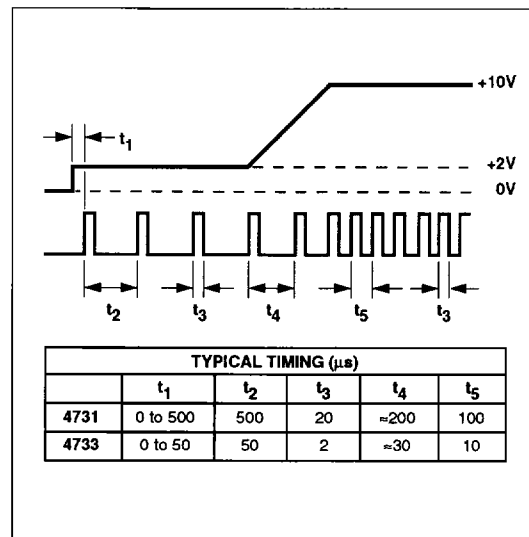 +10V
t1
+2V
0V
t2 t3 t4 t5 t3
TYPICAL TIMING (µs)
t1 t2 t3 t4 t5
4731 0 to 500 500 20 ≈200 100
4733 0 to 50 50 2 ≈30 10